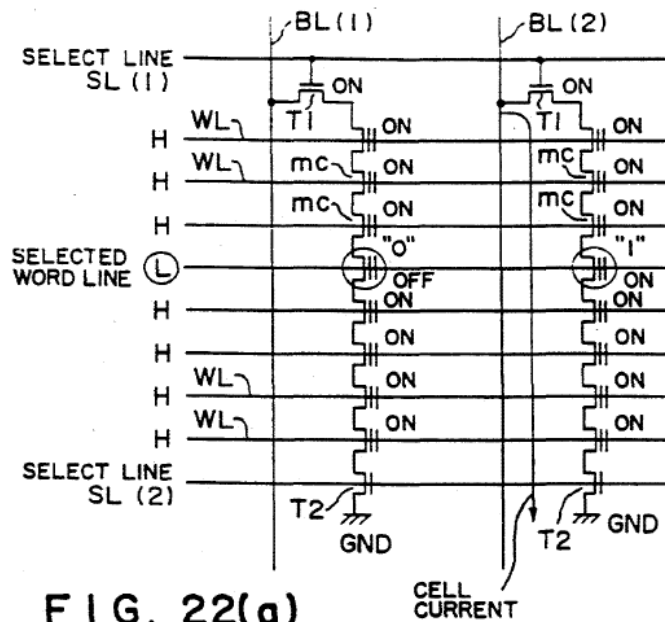 BL(1)
BL(2)
SELECT LINE
SL (1)
ON
ON
T1
T1
H
WL
ON
ON
H
WL
mc
ON
mc
ON
H
mc
ON
mc
ON
SELECTED
WORD LINE
L
"0"
OFF
"1"
ON
H
ON
ON
H
ON
ON
H
WL
ON
ON
H
WL
ON
ON
SELECT LINE
SL (2)
T2
T2
GND
GND
CELL
CURRENT
FIG. 22(a)